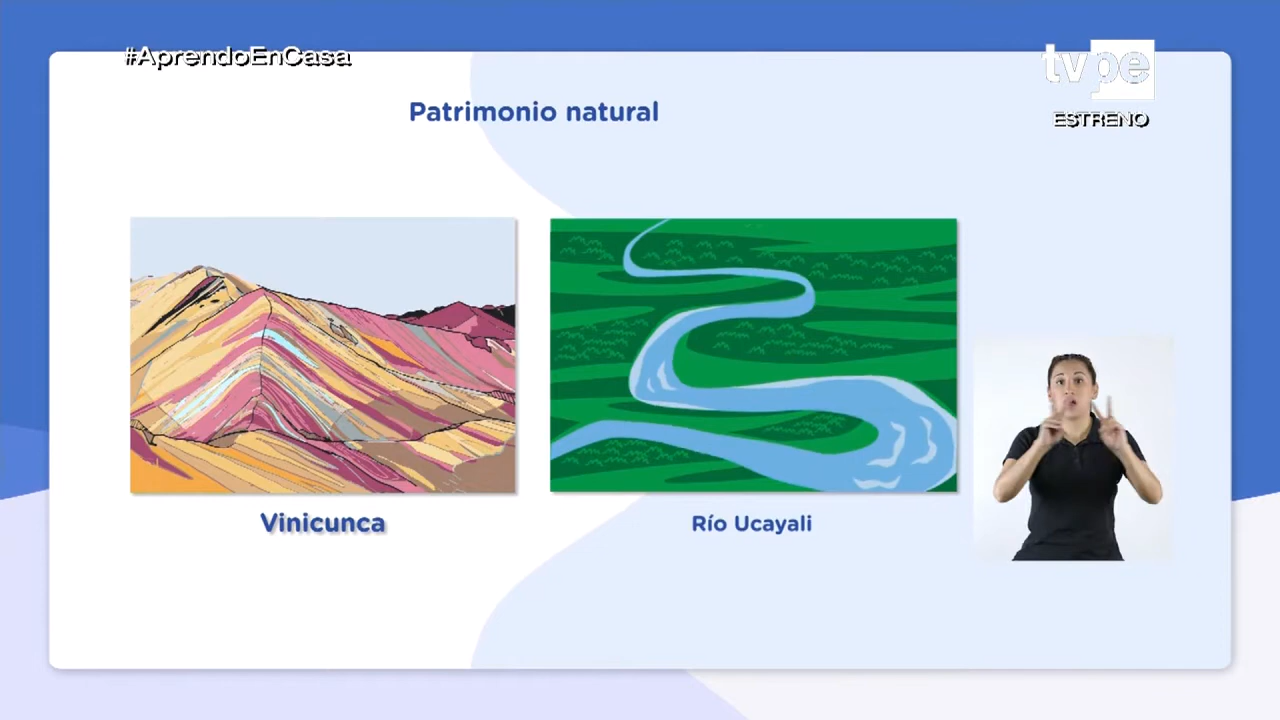 #AprendoEnCasa
tvpe
ESTRENO
Patrimonio natural
Vinicunca
Río Ucayali